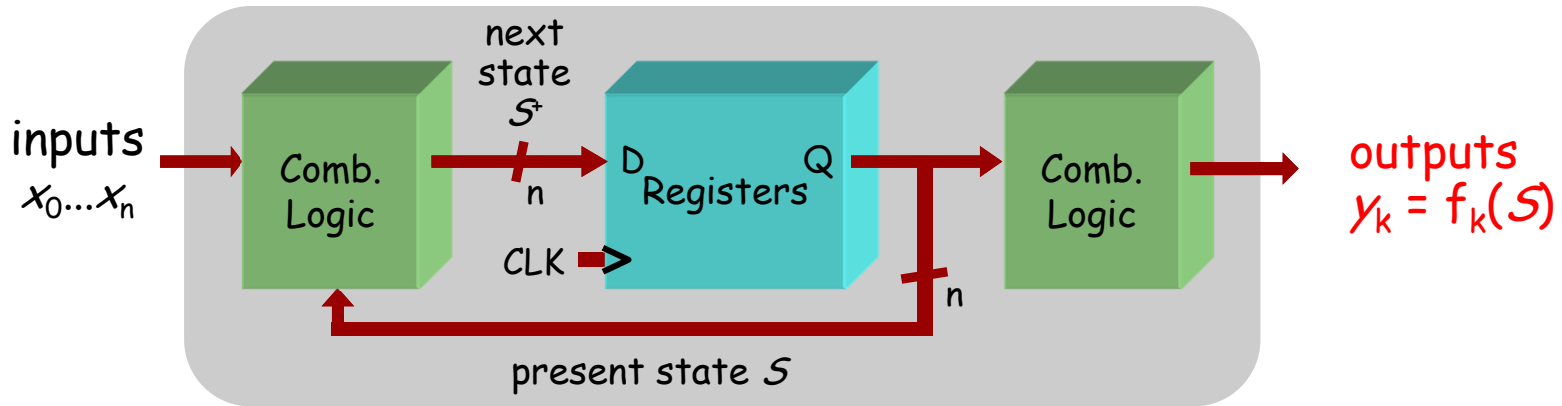 inputs
x₀...xₙ
Comb.
Logic
next
state
S⁺
n
D
Q
Registers
CLK
n
present state S
Comb.
Logic
outputs
yₖ = fₖ(S)